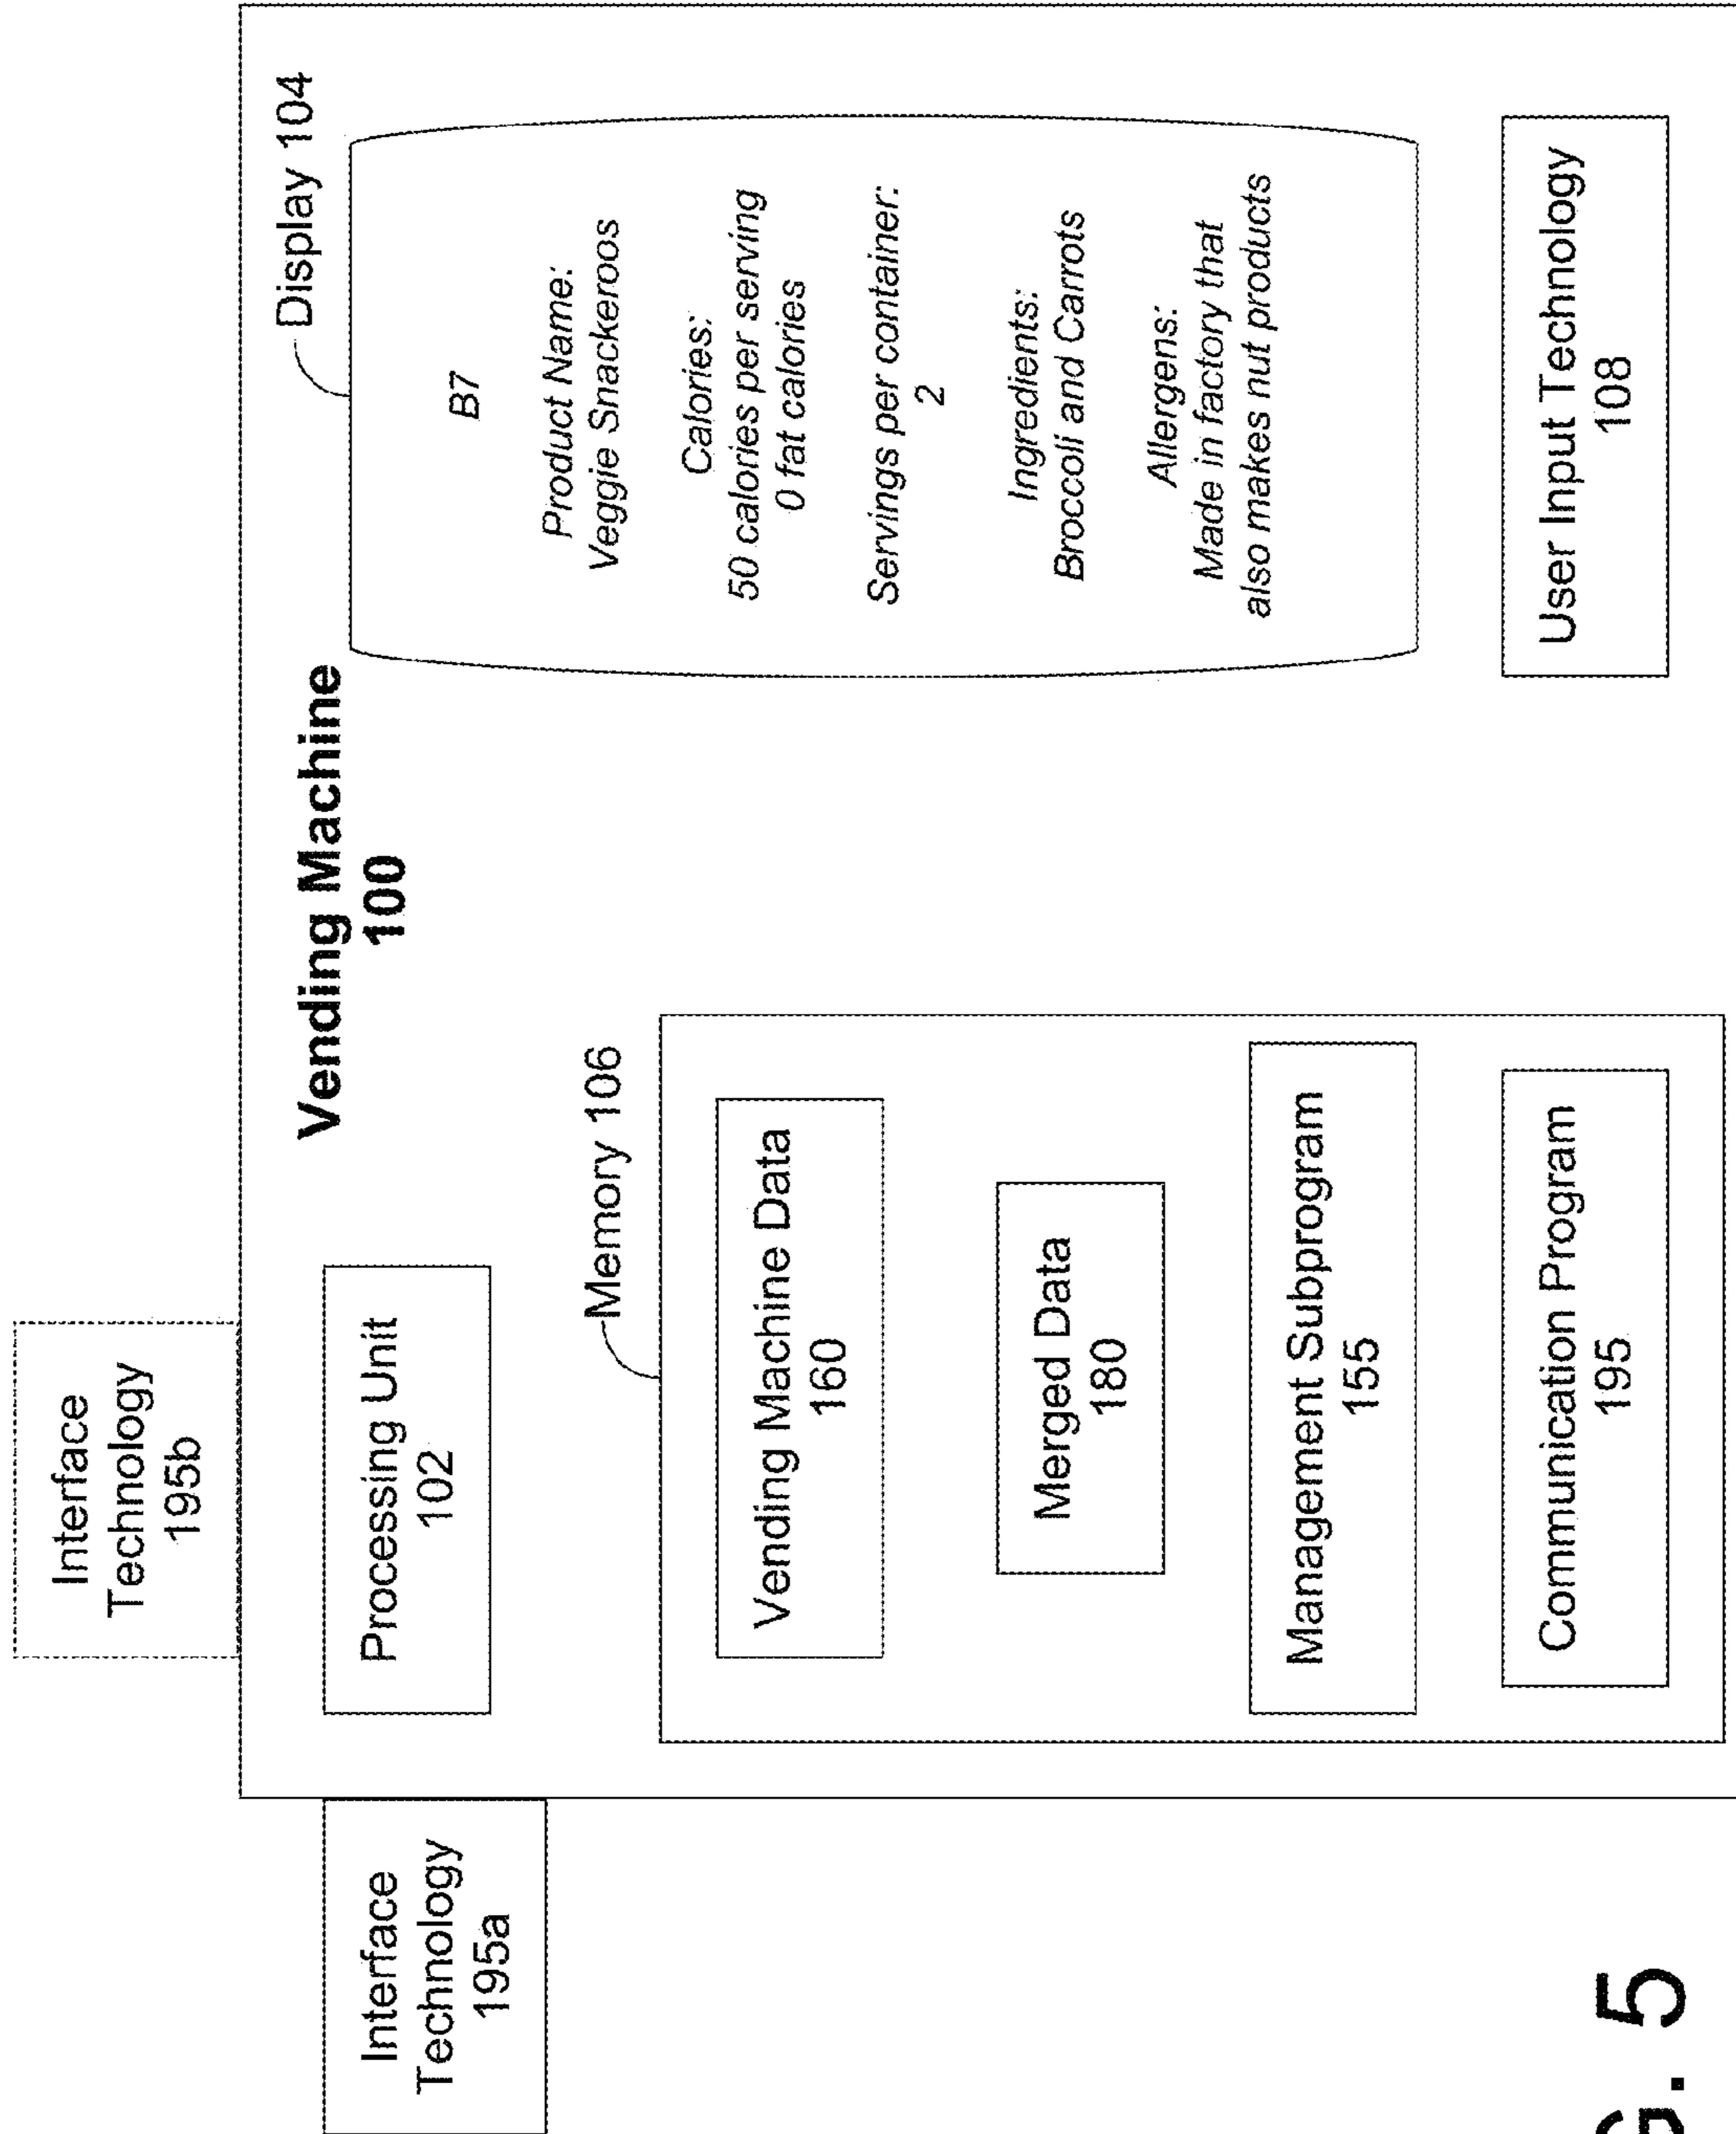 Interface
Technology
195b
Interface
Technology
195a
Processing Unit
102
Vending Machine
100
Display 104
Memory 106
Vending Machine Data
160
Merged Data
180
Management Subprogram
155
Communication Program
195
B7
Product Name:
Veggie Snackeroos
Calories:
50 calories per serving
0 fat calories
Servings per container:
2
Ingredients:
Broccoli and Carrots
Allergens:
Made in factory that
also makes nut products
User Input Technology
108
G. 5